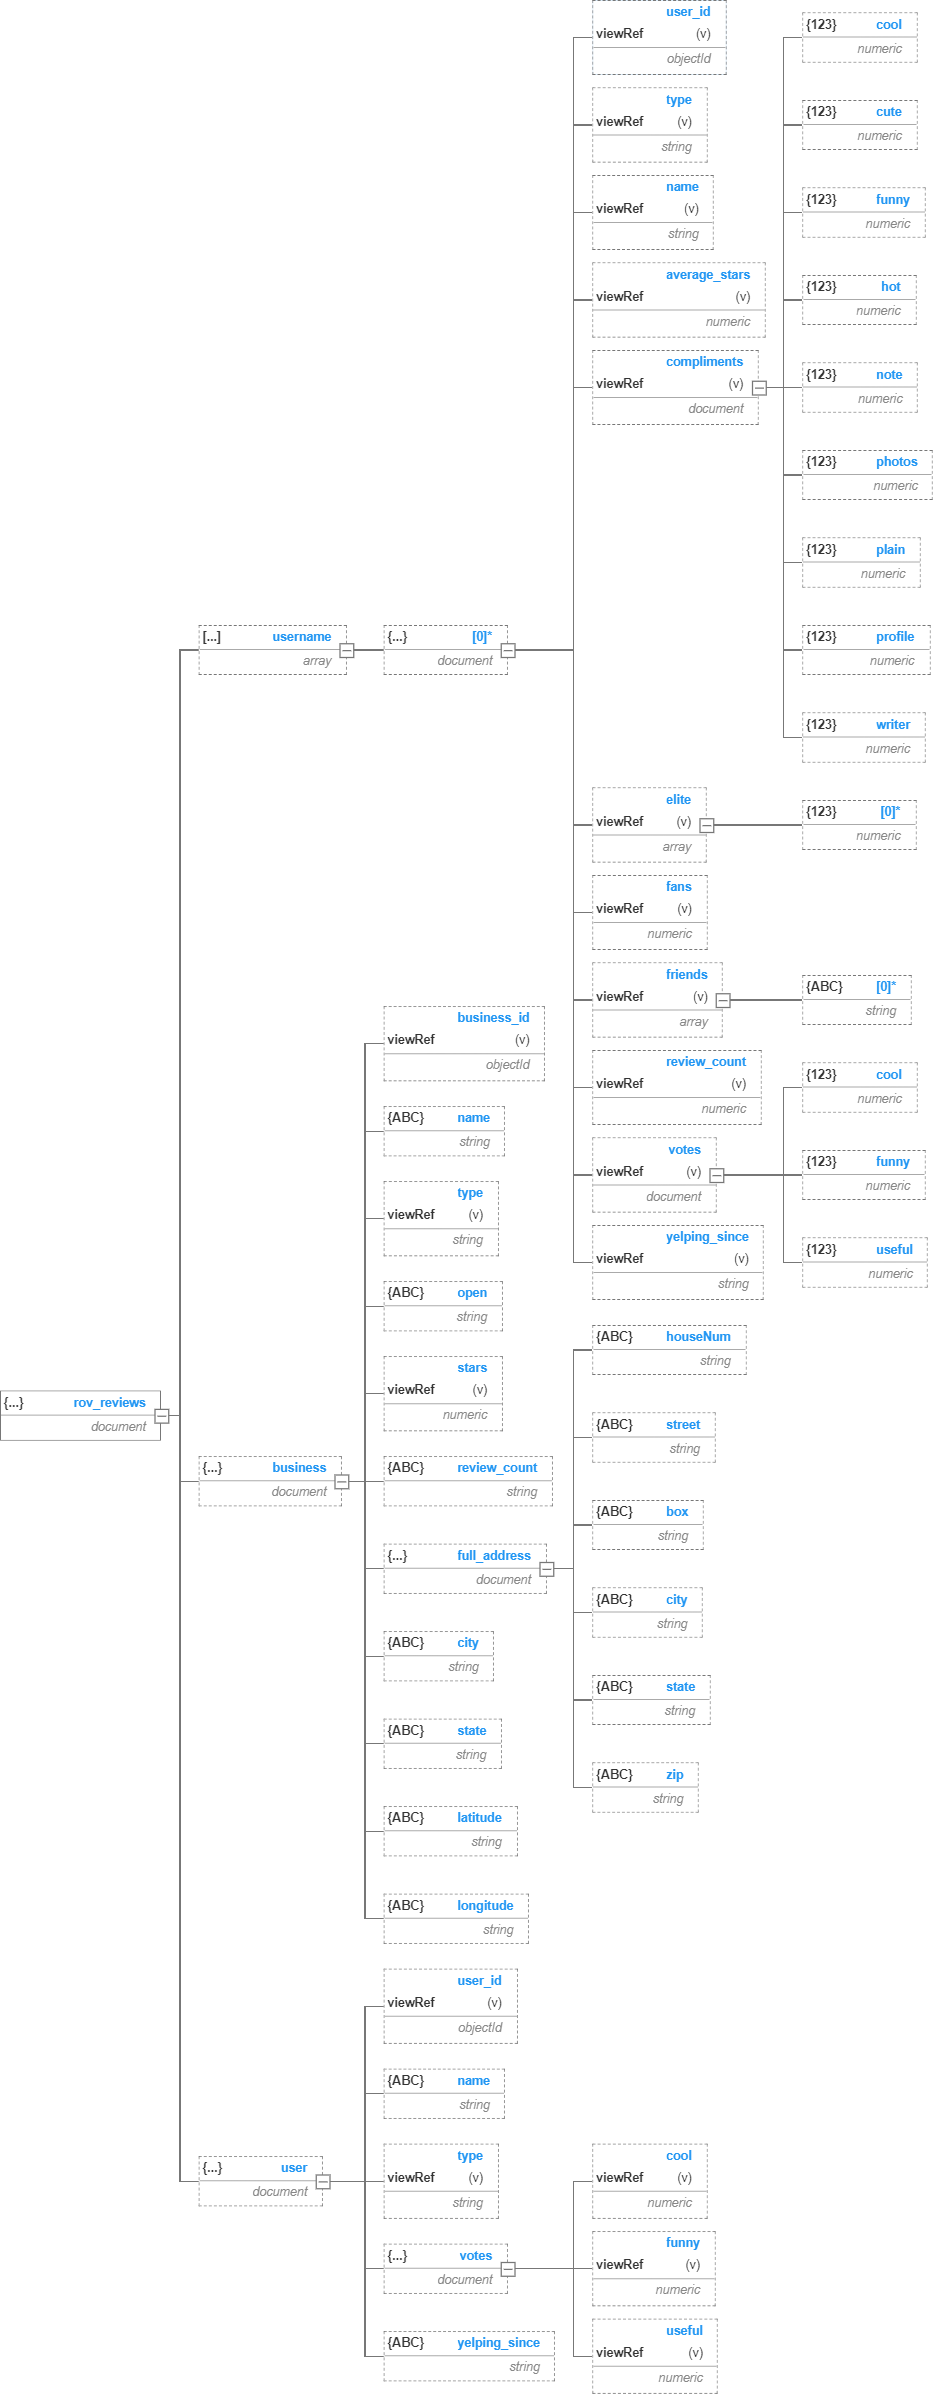 user_id
viewRef (v)
objectId
type
viewRef (v)
string
name
viewRef (v)
string
average_stars
viewRef (v)
numeric
compliments
viewRef (v)
document
{123} cool
numeric
{123} cute
numeric
{123} funny
numeric
{123} hot
numeric
{123} note
numeric
{123} photos
numeric
{123} plain
numeric
{123} profile
numeric
{123} writer
numeric
[...] username
array
{...} [0]*
document
elite
viewRef (v)
array
{123} [0]*
numeric
fans
viewRef (v)
numeric
friends
viewRef (v)
array
{ABC} [0]*
string
review_count
viewRef (v)
numeric
votes
viewRef (v)
document
{123} cool
numeric
{123} funny
numeric
{123} useful
numeric
yelping_since
viewRef (v)
string
{...} rov_reviews
document
{...} business
document
business_id
viewRef (v)
objectId
{ABC} name
string
type
viewRef (v)
string
{ABC} open
string
stars
viewRef (v)
numeric
{ABC} review_count
string
{...} full_address
document
{ABC} houseNum
string
{ABC} street
string
{ABC} box
string
{ABC} city
string
{ABC} state
string
{ABC} zip
string
{ABC} city
string
{ABC} state
string
{ABC} latitude
string
{ABC} longitude
string
{...} user
document
user_id
viewRef (v)
objectId
{ABC} name
string
type
viewRef (v)
string
{...} votes
document
cool
viewRef (v)
numeric
funny
viewRef (v)
numeric
useful
viewRef (v)
numeric
{ABC} yelping_since
string